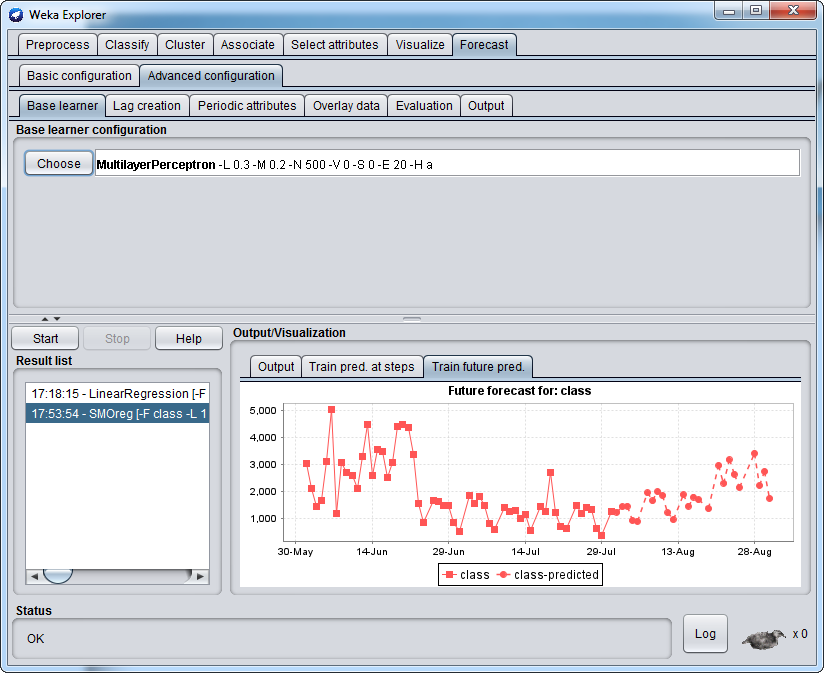 Weka Explorer
Preprocess Classify Cluster Associate Select attributes Visualize Forecast
Basic configuration Advanced configuration
Base learner Lag creation Periodic attributes Overlay data Evaluation Output
Base learner configuration
Choose MultilayerPerceptron -L 0.3 -M 0.2 -N 500 -V 0 -S 0 -E 20 -H a
Start Stop Help
Output/Visualization
Result list
Output Train pred. at steps Train future pred.
17:18:15 - LinearRegression [-F
17:53:54 - SMOreg [-F class -L 1
Future forecast for: class
5,000
4,000
3,000
2,000
1,000
30-May 14-Jun 29-Jun 14-Jul 29-Jul 13-Aug 28-Aug
class class-predicted
Status
OK
Log
x 0